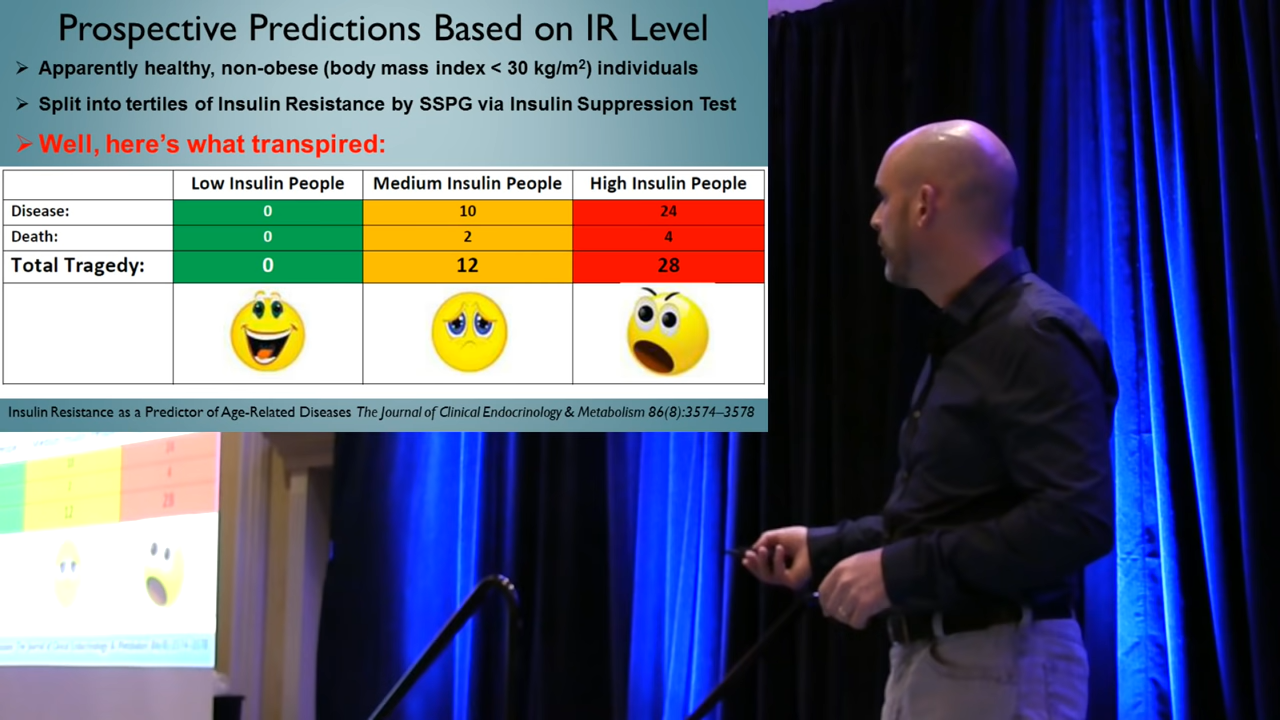 Prospective Predictions Based on IR Level
➢ Apparently healthy, non-obese (body mass index < 30 kg/m²) individuals
➢ Split into tertiles of Insulin Resistance by SSPG via Insulin Suppression Test
➢ Well, here's what transpired:
Low Insulin People Medium Insulin People High Insulin People
Disease: 0 10 24
Death: 0 2 4
Total Tragedy: 0 12 28
Insulin Resistance as a Predictor of Age-Related Diseases The Journal of Clinical Endocrinology & Metabolism 86(8):3574–3578
12
28